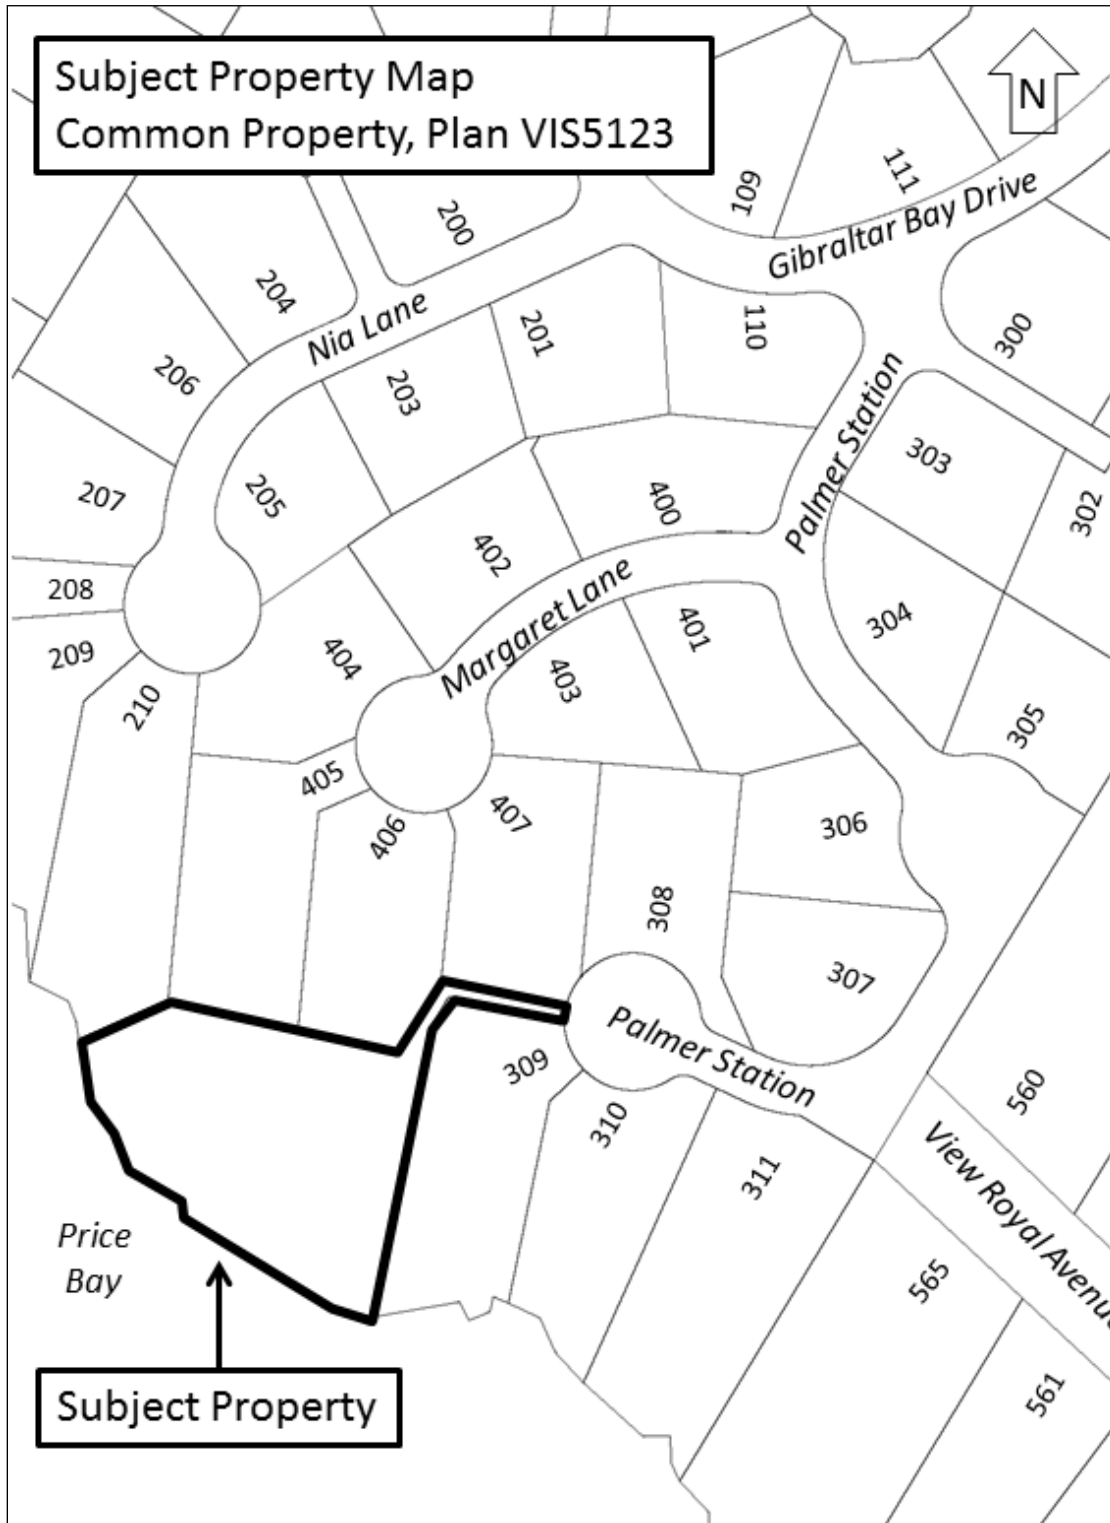 Subject Property Map
Common Property, Plan VIS5123
N
109
111
Gibraltar Bay Drive
200
204
Nia Lane
201
110
300
206
203
Palmer Station
303
207
205
400
302
402
208
Margaret Lane
304
209
404
401
403
210
305
405
407
406
306
308
307
Palmer Station
309
310
560
311
View Royal Avenue
Price
Bay
565
561
Subject Property